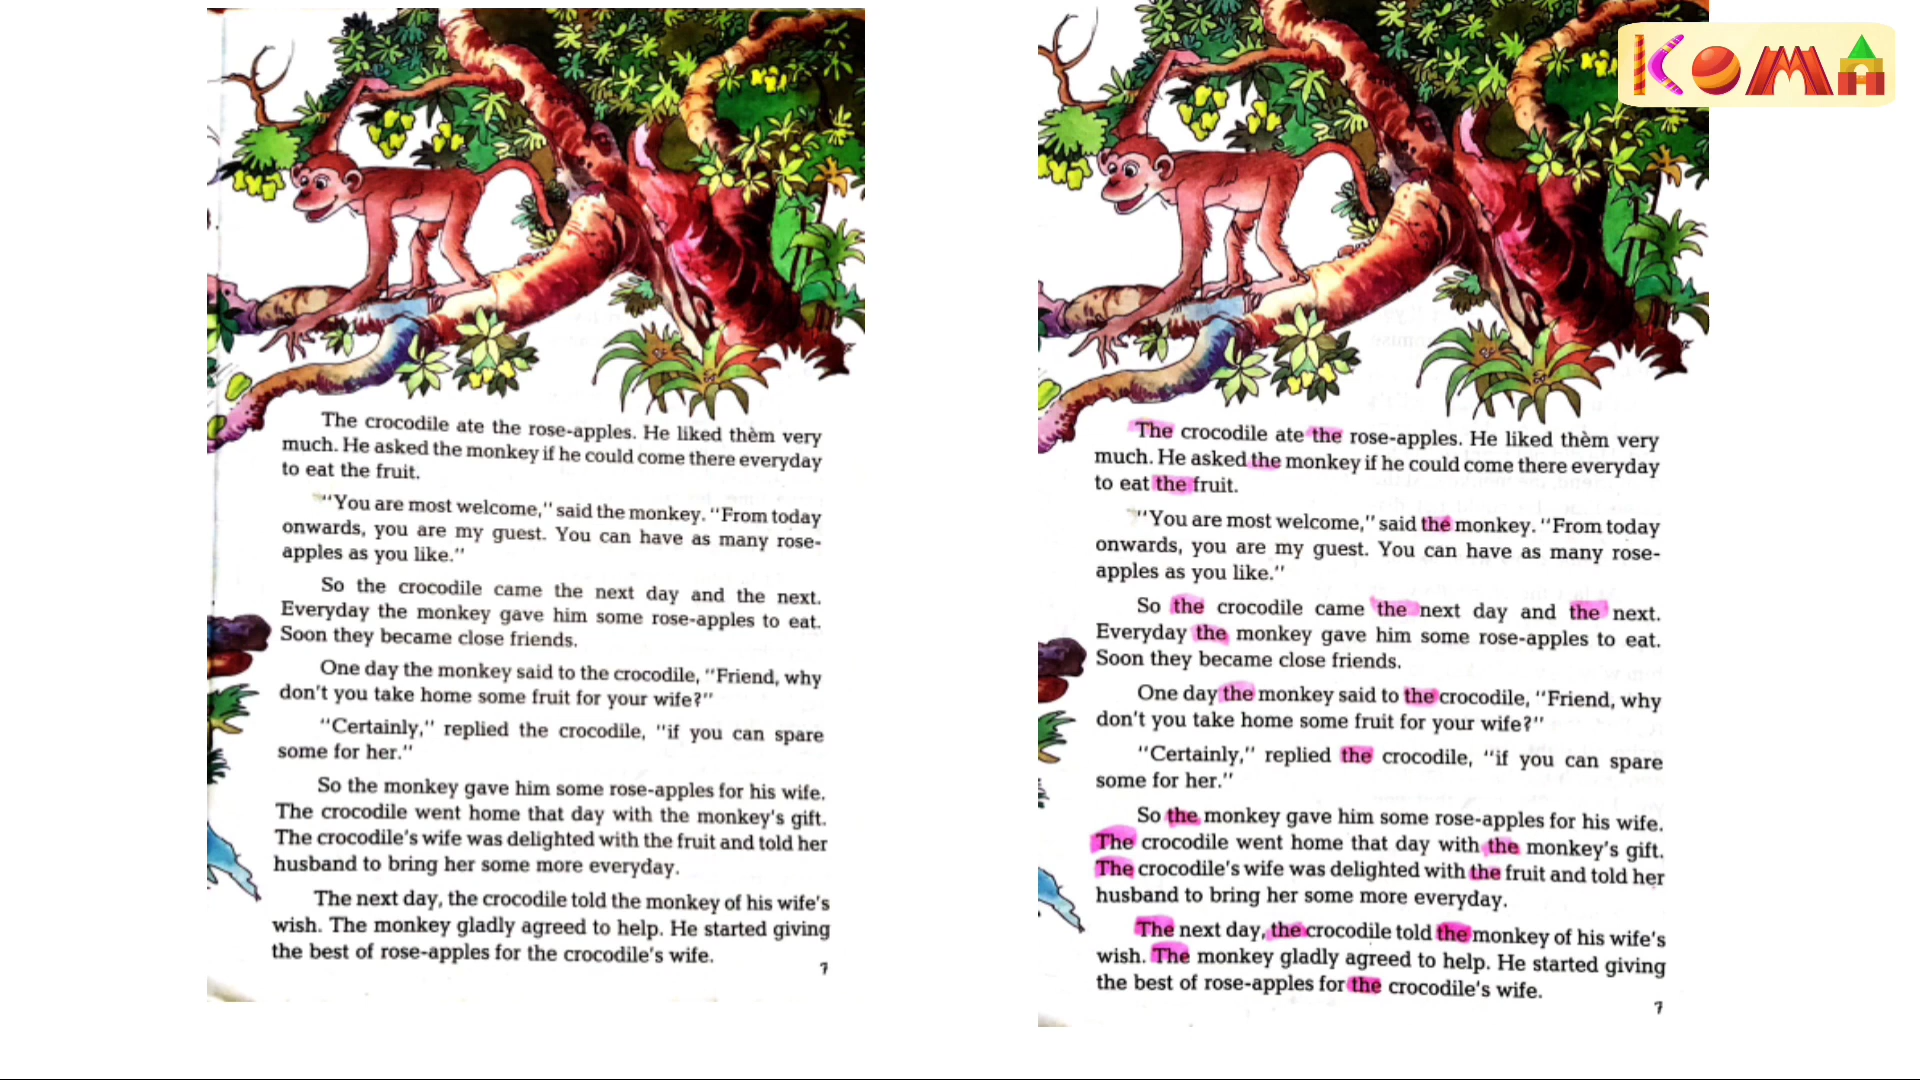 The crocodile ate the rose-apples. He liked thèm very
much. He asked the monkey if he could come there everyday
to eat the fruit.
"You are most welcome," said the monkey. "From today
onwards, you are my guest. You can have as many rose-
apples as you like."
So the crocodile came the next day and the next.
Everyday the monkey gave him some rose-apples to eat.
Soon they became close friends.
One day the monkey said to the crocodile, "Friend, why
don't you take home some fruit for your wife?"
"Certainly," replied the crocodile, "if you can spare
some for her."
So the monkey gave him some rose-apples for his wife.
The crocodile went home that day with the monkey's gift.
The crocodile's wife was delighted with the fruit and told her
husband to bring her some more everyday.
The next day, the crocodile told the monkey of his wife's
wish. The monkey gladly agreed to help. He started giving
the best of rose-apples for the crocodile's wife.
7
KOMA
The crocodile ate the rose-apples. He liked thèm very
much. He asked the monkey if he could come there everyday
to eat the fruit.
"You are most welcome," said the monkey. "From today
onwards, you are my guest. You can have as many rose-
apples as you like."
So the crocodile came the next day and the next.
Everyday the monkey gave him some rose-apples to eat.
Soon they became close friends.
One day the monkey said to the crocodile, "Friend, why
don't you take home some fruit for your wife?"
"Certainly," replied the crocodile, "if you can spare
some for her."
So the monkey gave him some rose-apples for his wife.
The crocodile went home that day with the monkey's gift.
The crocodile's wife was delighted with the fruit and told her
husband to bring her some more everyday.
The next day, the crocodile told the monkey of his wife's
wish. The monkey gladly agreed to help. He started giving
the best of rose-apples for the crocodile's wife.
7